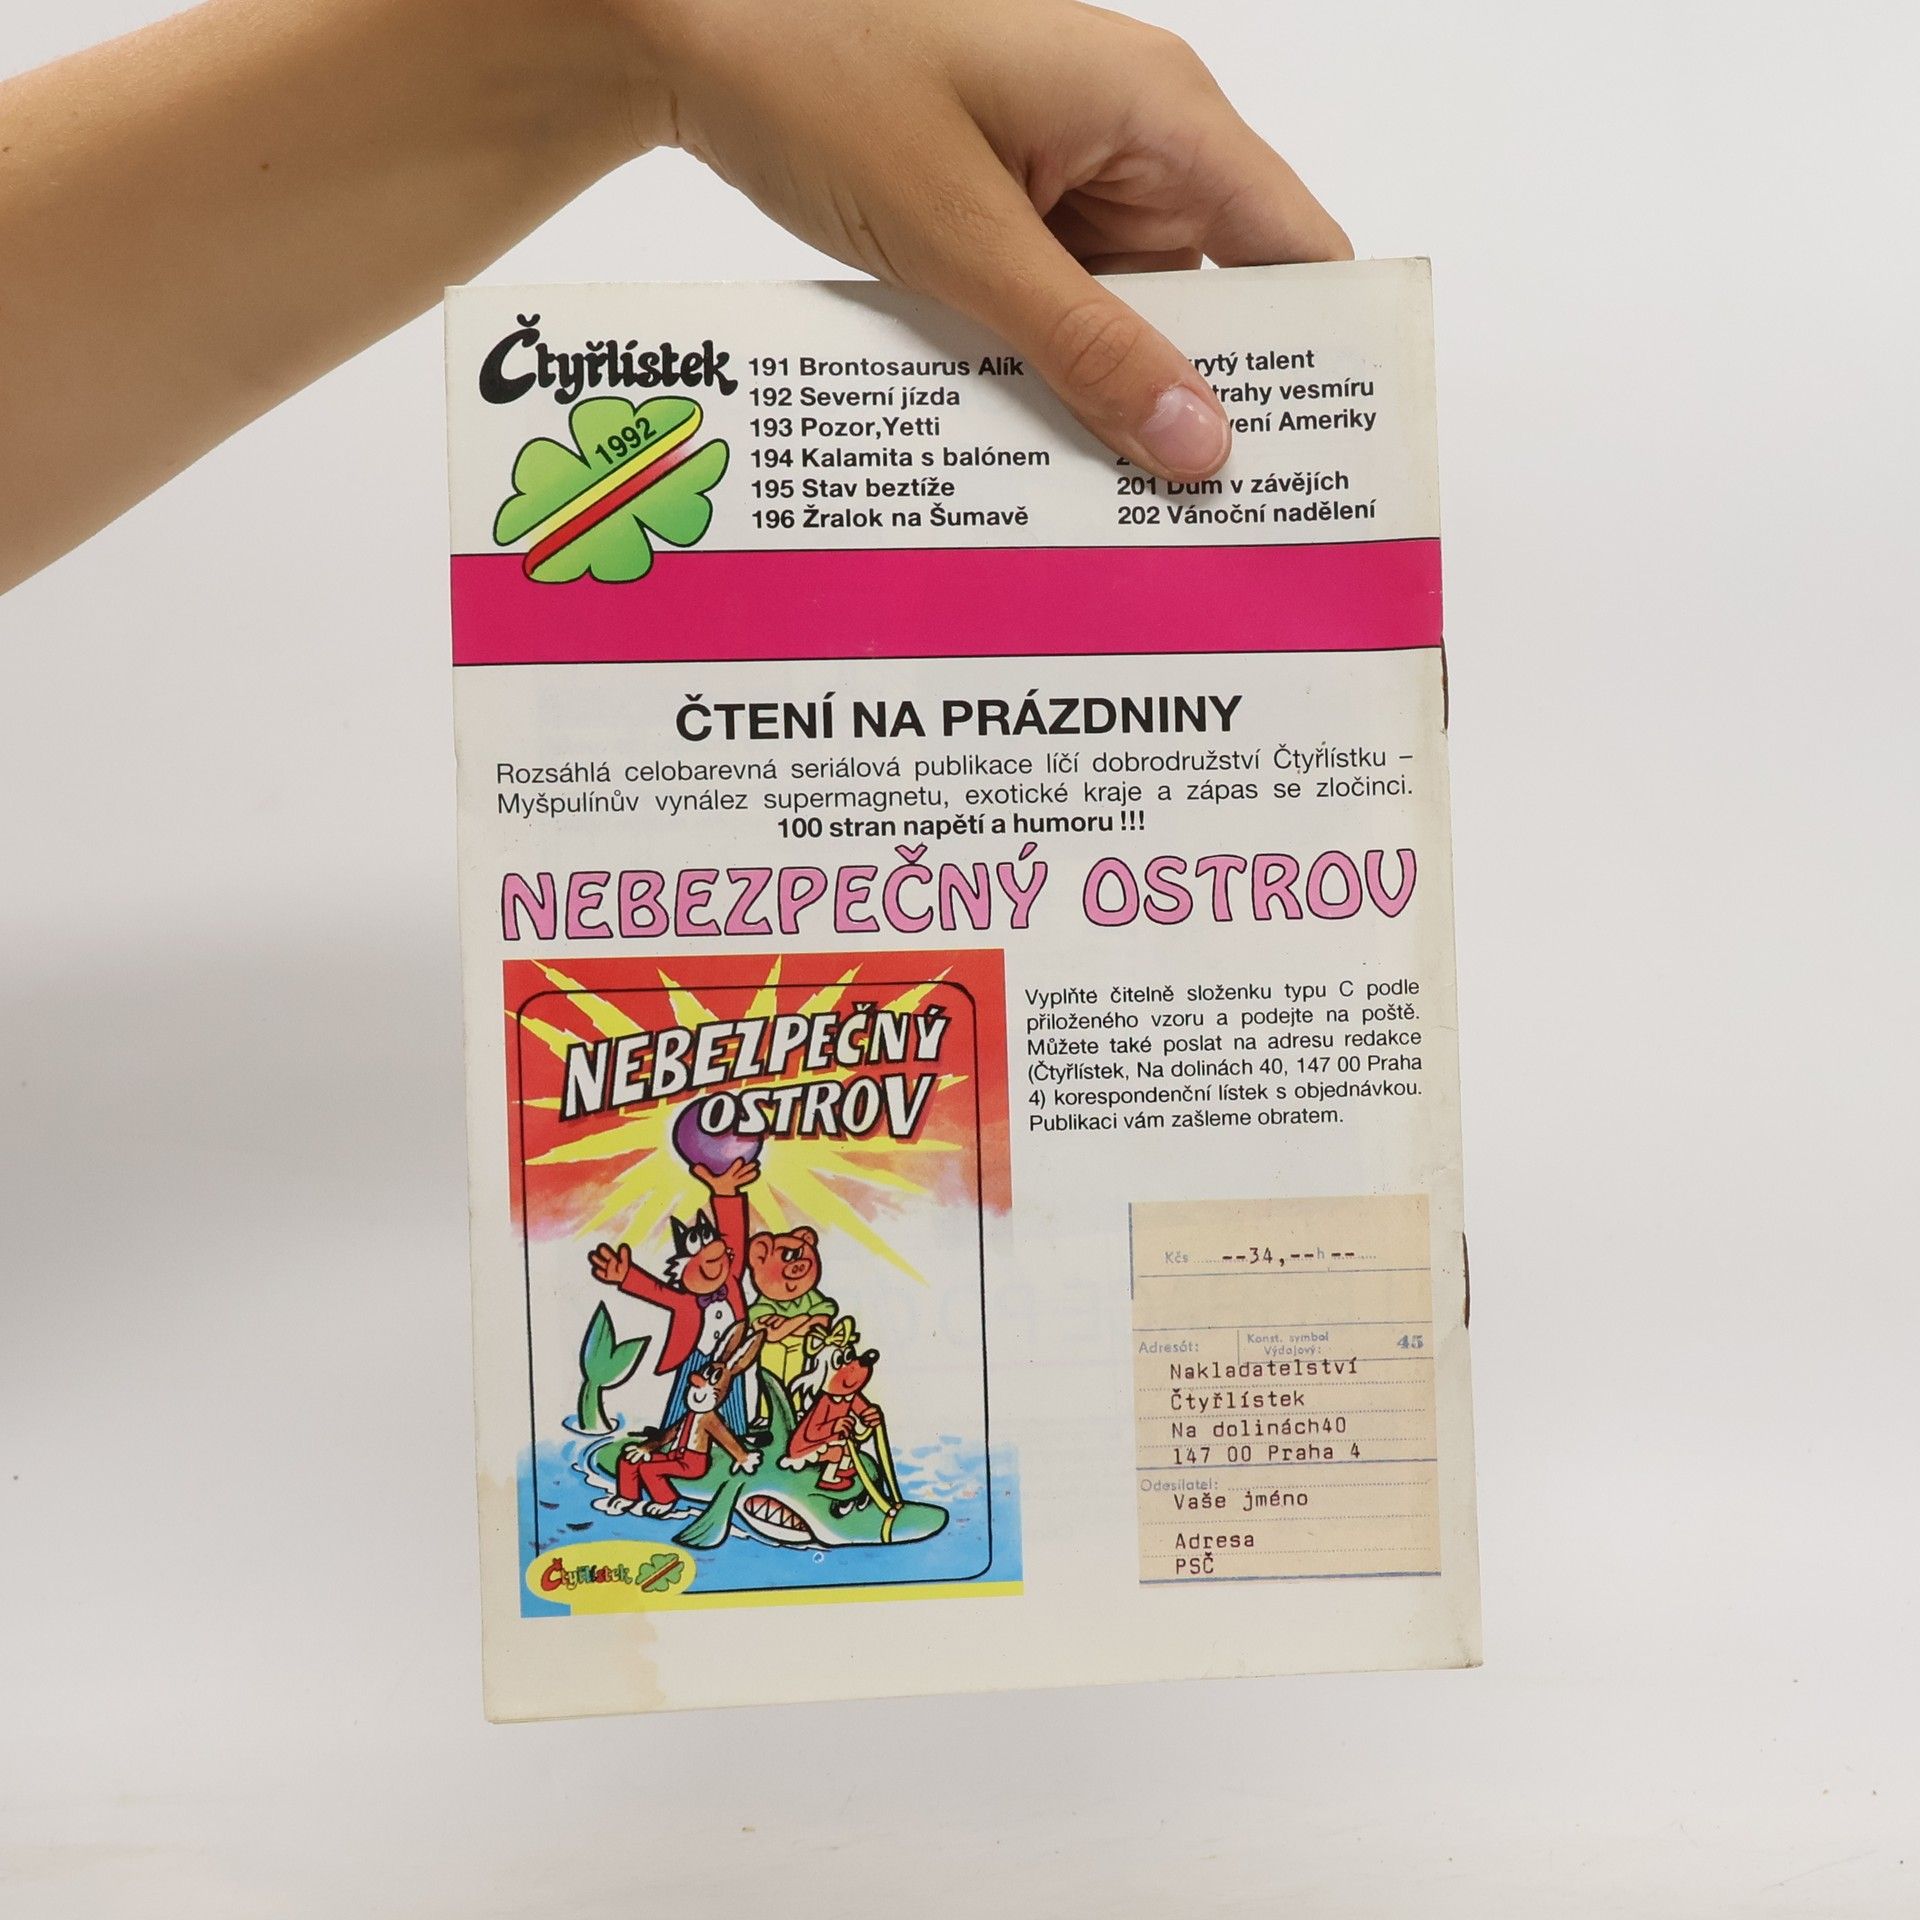 Čtyřlístek
1992
191 Brontosaurus Alík
192 Severní jízda
193 Pozor,Yetti
194 Kalamita s balónem
195 Stav beztíže
196 Žralok na Šumavě
talent
vesmíru
Ameriky
201 Dům v závějích
202 Vánoční nadělení
ČTENÍ NA PRÁZDNINY
Rozsáhlá celobarevná seriálová publikace líčí dobrodružství Čtyřlístku –
Myšpulínův vynález supermagnetu, exotické kraje a zápas se zločinci.
100 stran napětí a humoru !!!
NEBEZPEČNÝ OSTROV
NEBEZPEČNÝ
OSTROV
Čtyřlístek
Vyplňte čitelně složenku typu C podle
přiloženého vzoru a podejte na poště.
Můžete také poslat na adresu redakce
(Čtyřlístek, Na dolinách 40, 147 00 Praha
4) korespondenční lístek s objednávkou.
Publikaci vám zašleme obratem.
Kčs --34,--h--
Adresát: Konst. symbol 45
Výdajový:
Nakladatelství
Čtyřlístek
Na dolinách40
147 00 Praha 4
Odesílatel:
Vaše jméno
Adresa
PSČ